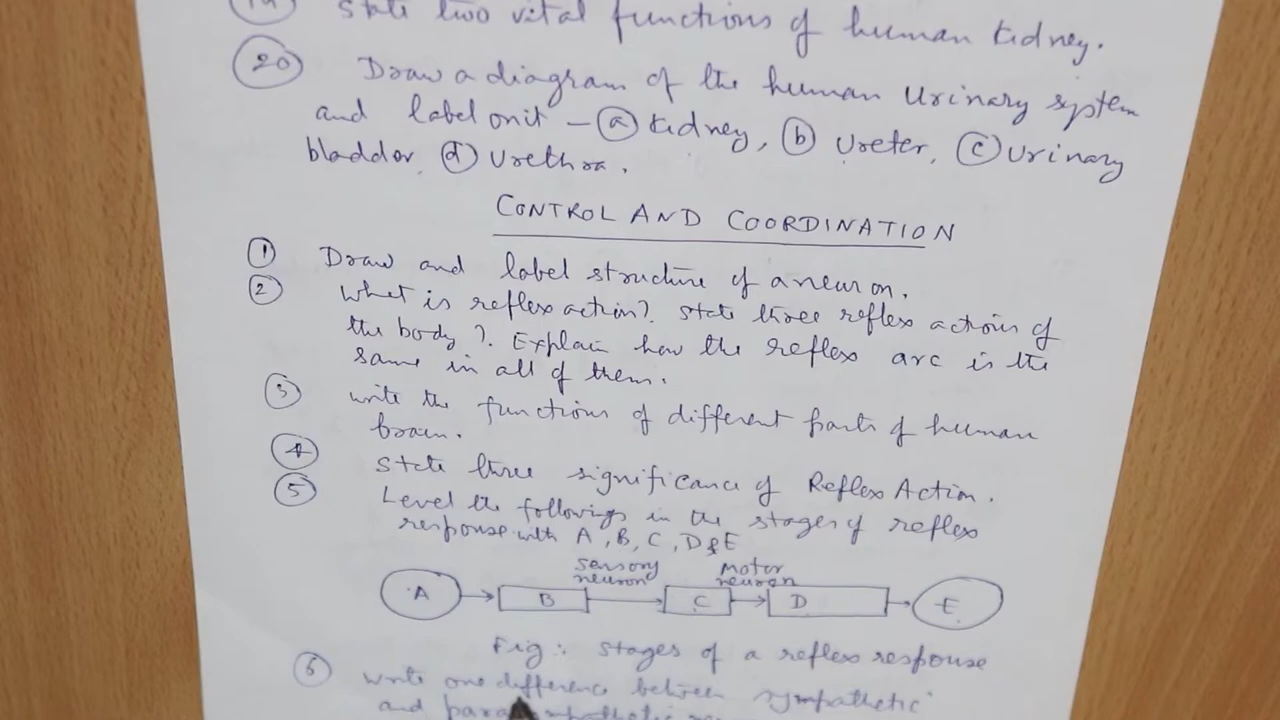 State two vital functions of human kidney.
20 Draw a diagram of the human Urinary system
and label on it - a kidney, b Ureter, c Urinary
bladder, d Urethra.
CONTROL AND COORDINATION
1 Draw and label structure of a neuron.
2 What is reflex action? State three reflex actions of
the body ?. Explain how the reflex arc is the
same in all of them.
3 write the functions of different parts of human
brain.
4 State three significance of Reflex Action.
5 Level the followings in the stages of reflex
response with A, B, C, D & E
sensory neuron
motor neuron
A B C D E
Fig : stages of a reflex response
6 write one difference between sympathetic
and